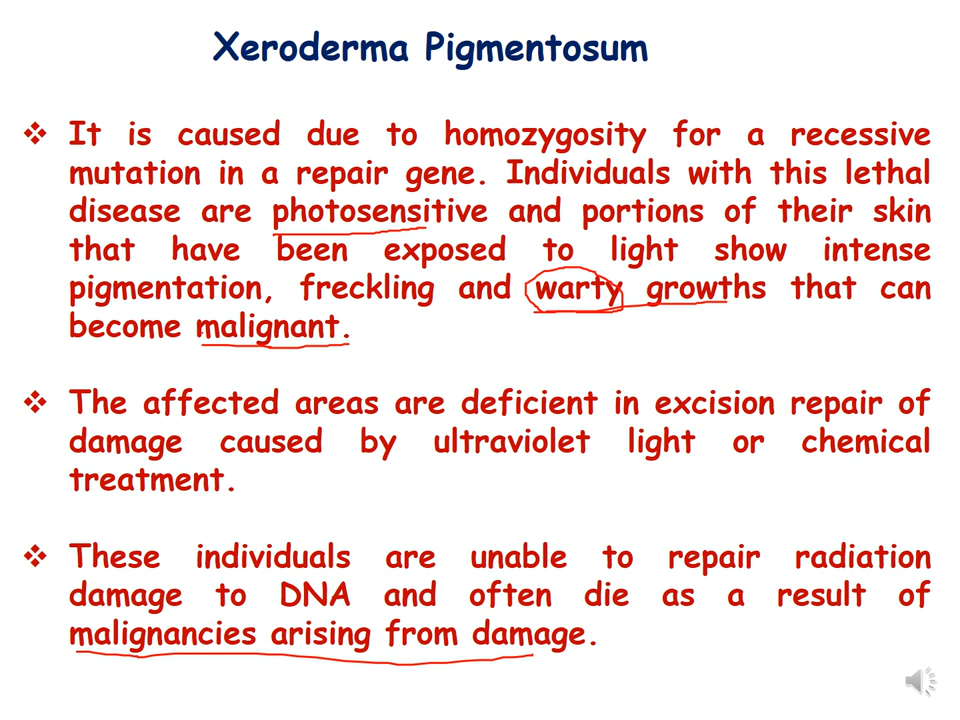 Xeroderma Pigmentosum
❖ It is caused due to homozygosity for a recessive
mutation in a repair gene. Individuals with this lethal
disease are photosensitive and portions of their skin
that have been exposed to light show intense
pigmentation, freckling and warty growths that can
become malignant.
❖ The affected areas are deficient in excision repair of
damage caused by ultraviolet light or chemical
treatment.
❖ These individuals are unable to repair radiation
damage to DNA and often die as a result of
malignancies arising from damage.